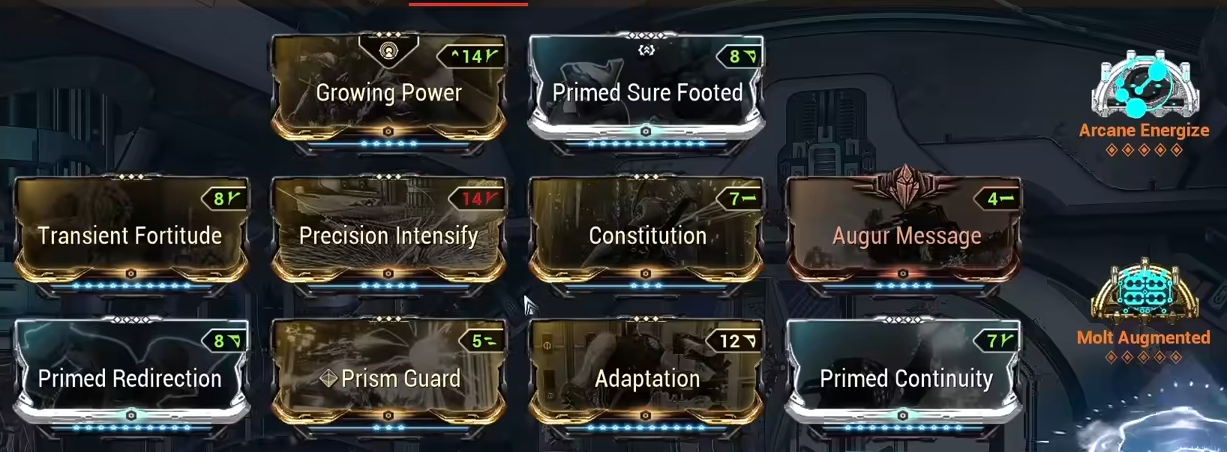 14
Growing Power
8
Primed Sure Footed
Arcane Energize
8
Transient Fortitude
14
Precision Intensify
7
Constitution
4
Augur Message
8
Primed Redirection
5
Prism Guard
12
Adaptation
7
Primed Continuity
Molt Augmented